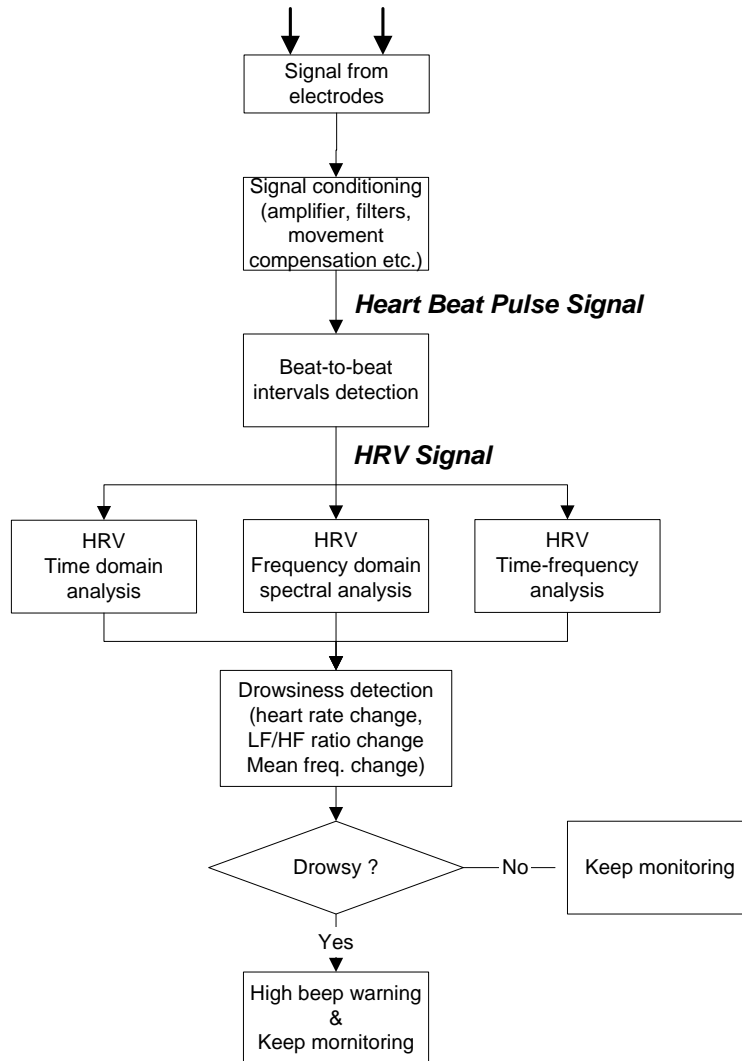 Signal from
electrodes
Signal conditioning
(amplifier, filters,
movement
compensation etc.)
Heart Beat Pulse Signal
Beat-to-beat
intervals detection
HRV Signal
HRV
Time domain
analysis
HRV
Frequency domain
spectral analysis
HRV
Time-frequency
analysis
Drowsiness detection
(heart rate change,
LF/HF ratio change
Mean freq. change)
Drowsy ?
No
Keep monitoring
Yes
High beep warning
&
Keep mornitoring